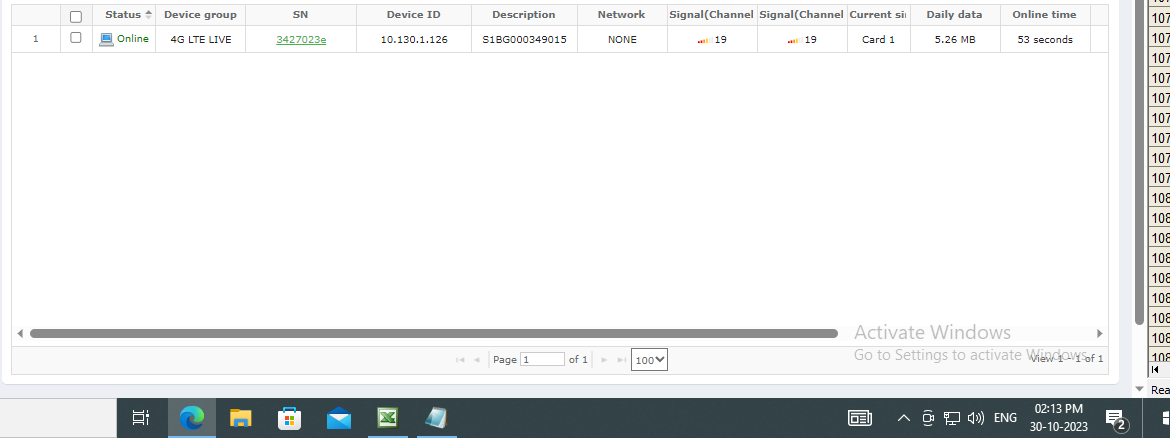 Status Device group SN Device ID Description Network Signal(Channel Signal(Channel Current si Daily data Online time
1 Online 4G LTE LIVE 3427023e 10.130.1.126 S1BG000349015 NONE 19 19 Card 1 5.26 MB 53 seconds
Activate Windows
Go to Settings to activate Windows.
Page 1 of 1 100 View 1 - 1 of 1
107
107
107
107
107
107
107
107
107
108
108
108
108
108
108
108
108
108
Rea
ENG 02:13 PM 2
30-10-2023